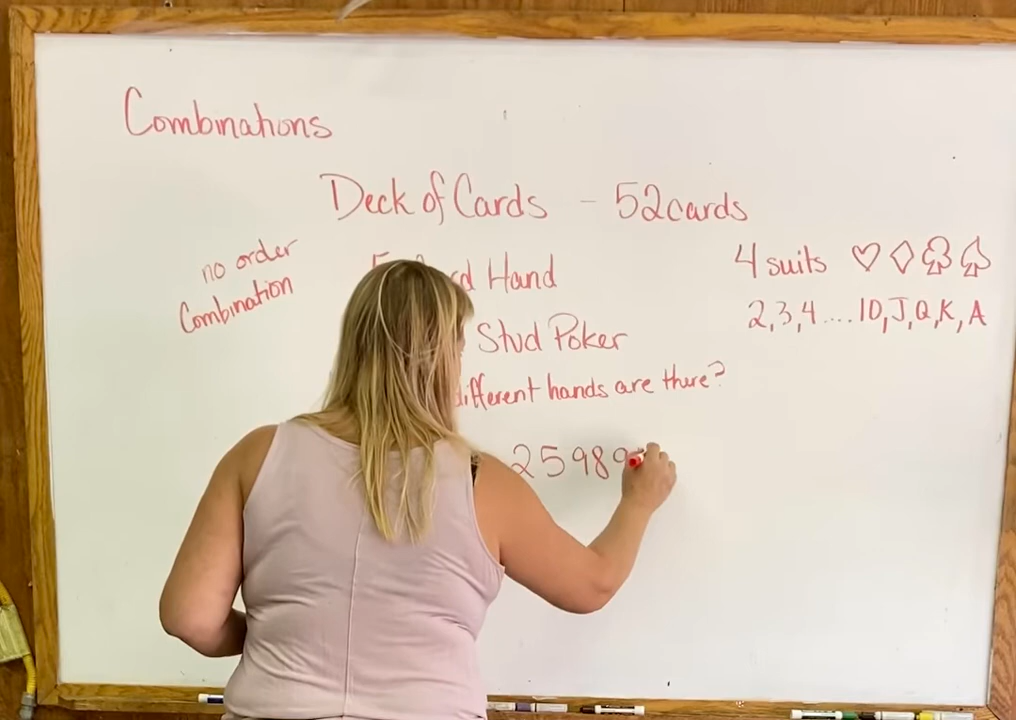 Combinations
Deck of Cards - 52cards
no order
Combination
Hand
Stud Poker
different hands are there?
2598
4 suits ♡ ♢ ♧ ♤
2,3,4....10,J,Q,K,A